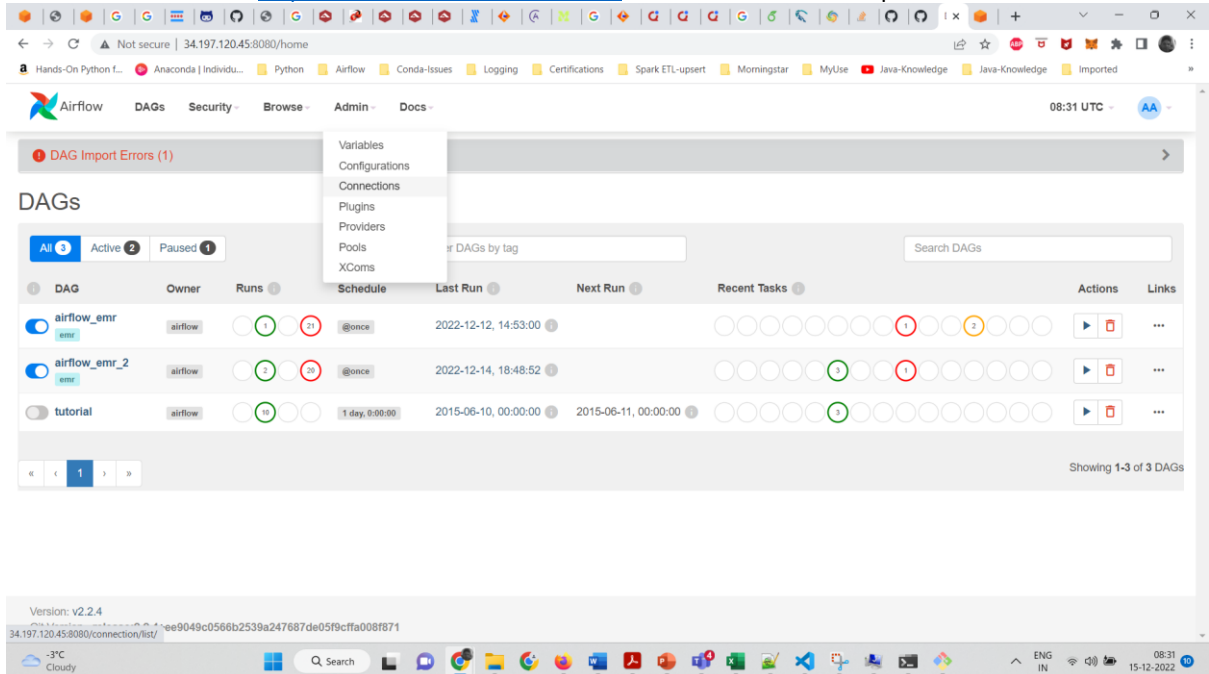 Not secure | 34.197.120.45:8080/home
Hands-On Python f... Anaconda | Individu... Python Airflow Conda-Issues Logging Certifications Spark ETL-upsert Morningstar MyUse Java-Knowledge Java-Knowledge Imported »
Airflow DAGs Security Browse Admin Docs 08:31 UTC AA
Variables
Configurations
Connections
Plugins
Providers
Pools
XComs
DAG Import Errors (1)
DAGs
All 3 Active 2 Paused 1 er DAGs by tag Search DAGs
DAG Owner Runs Schedule Last Run Next Run Recent Tasks Actions Links
airflow_emr airflow 1 21 @once 2022-12-12, 14:53:00 1 2
emr
airflow_emr_2 airflow 2 20 @once 2022-12-14, 18:48:52 3 1
emr
tutorial airflow 10 1 day, 0:00:00 2015-06-10, 00:00:00 2015-06-11, 00:00:00 3
« ‹ 1 › » Showing 1-3 of 3 DAGs
Version: v2.2.4
ee9049c0566b2539a247687de05f9cffa008f871
34.197.120.45:8080/connection/list/
-3°C
Cloudy
Search
ENG
IN
08:31
15-12-2022
10